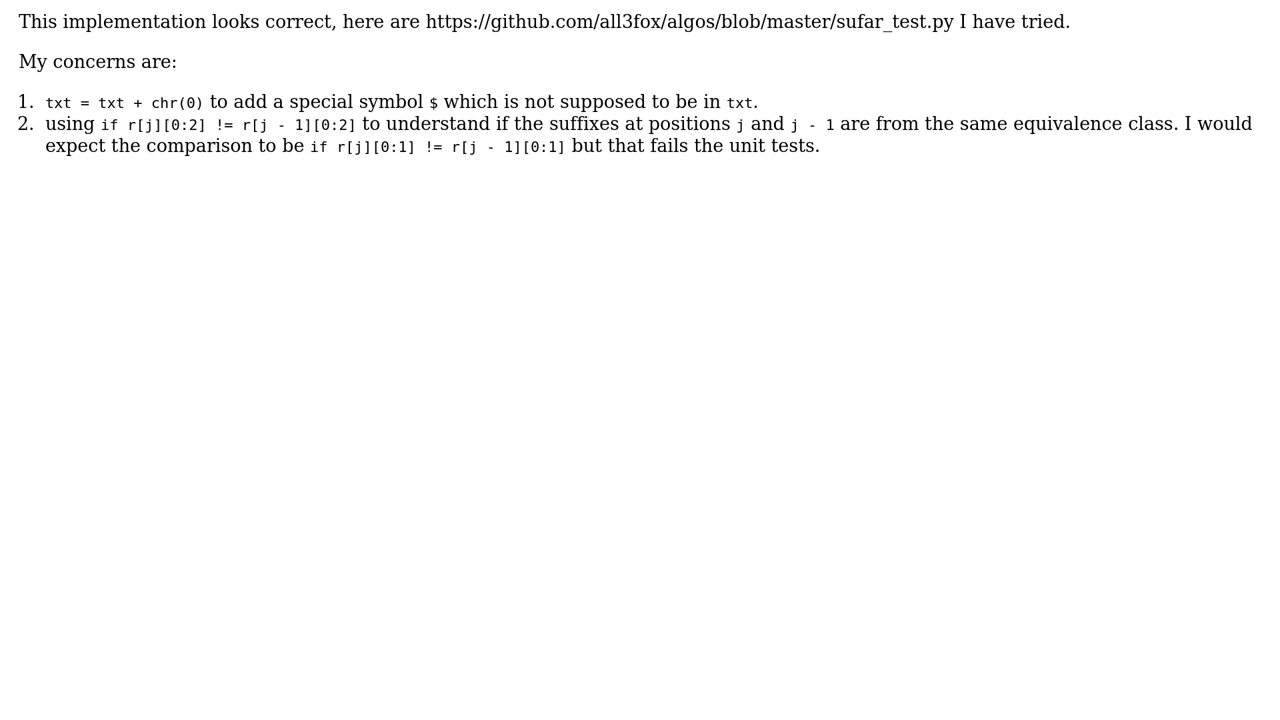 This implementation looks correct, here are https://github.com/all3fox/algos/blob/master/sufar_test.py I have tried.
My concerns are:
1. txt = txt + chr(0) to add a special symbol $ which is not supposed to be in txt.
2. using if r[j][0:2] != r[j - 1][0:2] to understand if the suffixes at positions j and j - 1 are from the same equivalence class. I would
expect the comparison to be if r[j][0:1] != r[j - 1][0:1] but that fails the unit tests.